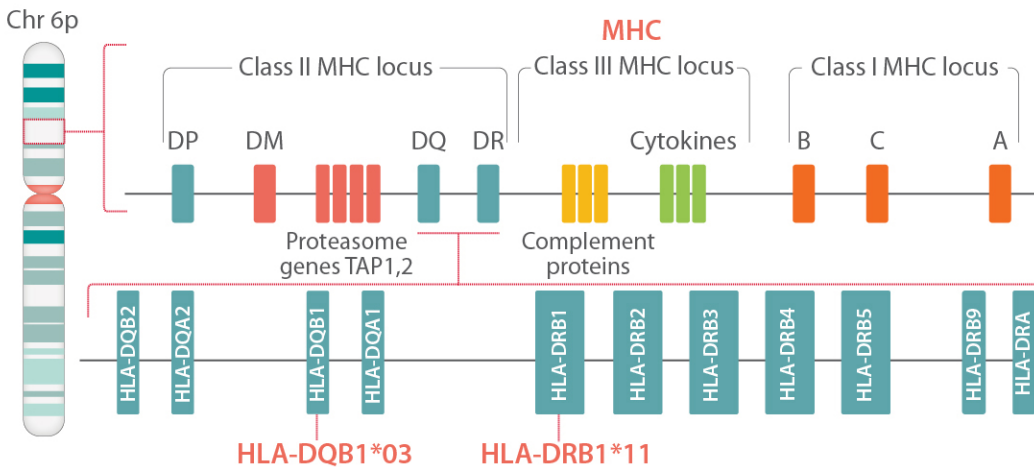 Chr 6p
MHC
Class II MHC locus
Class III MHC locus
Class I MHC locus
DP
DM
DQ
DR
Cytokines
B
C
A
Proteasome
genes TAP1,2
Complement
proteins
HLA-DQB2
HLA-DQA2
HLA-DQB1
HLA-DQA1
HLA-DRB1
HLA-DRB2
HLA-DRB3
HLA-DRB4
HLA-DRB5
HLA-DRB9
HLA-DRA
HLA-DQB1*03
HLA-DRB1*11